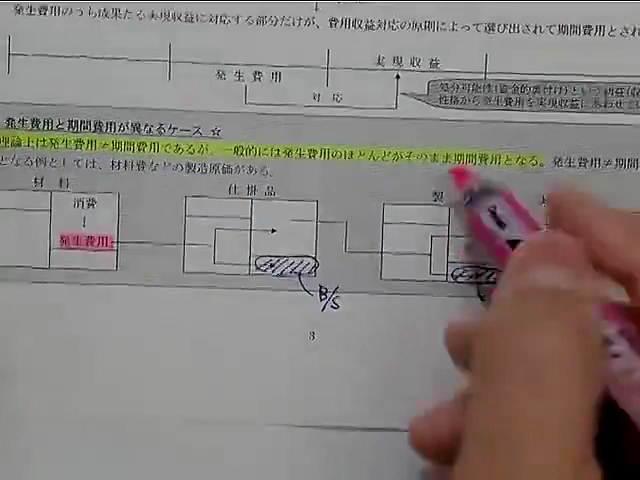 発生費用のうち成果たる実現収益に対応する部分だけが、費用収益対応の原則によって選び出されて期間費用とされ
実現収益
発生費用
対応
発生費用と期間費用が異なるケース ☆
理論上は発生費用≠期間費用であるが、一般的には発生費用のほとんどがそのまま期間費用となる。発生費用≠期間
となる例としては、材料費などの製造原価がある。
材料
仕掛品
製
消費
↓
発生費用
B/S
3